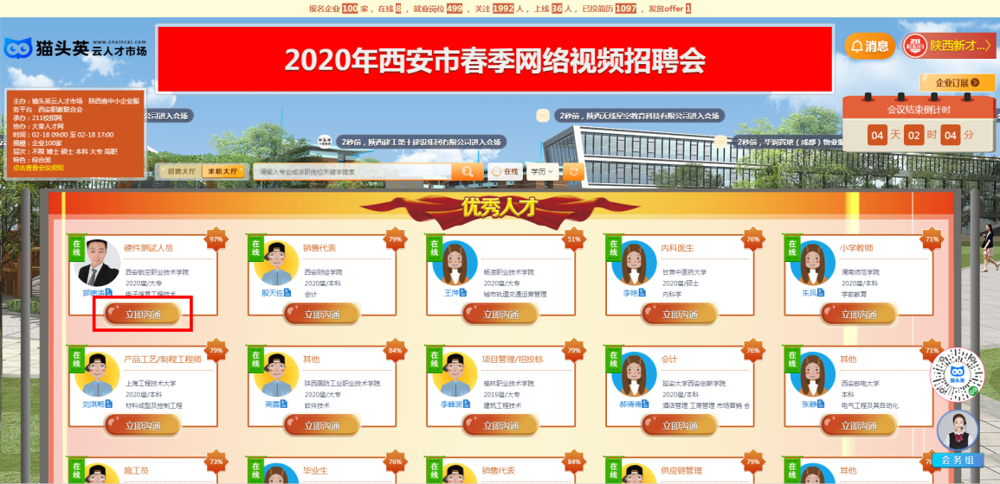 报名企业 100 家，在线 8 ，就业岗位 499 ，关注 1992 人，上线 36 人，已投简历 1097 ，发放offer 1
猫头英 www.cnxincai.com 云人才市场
2020年西安市春季网络视频招聘会
消息
陕西新才...
企业订展
主办：猫头英云人才市场 陕西省中小企业服
务平台 西安职教联合会
承办：211校招网
协办：大秦人才网
时间：02-18 09:00 至 02-18 17:00
规模：企业100家
层次：不限 博士 硕士 本科 大专 高职
特色：综合类
点击查看会议须知
公司进入会场
2秒前，陕西天线星空教育科技有限公司进入会场
2秒前，陕西建工第十建设集团有限公司进入会场
2秒前，华润置地（成都）物业服
会议结束倒计时
04 天 02 时 04 分
招聘大厅 求职大厅 请输入专业或求职岗位关键字搜索 在线 学历
优秀人才
在线 硬件测试人员 97%
西安航空职业技术学院
2020届/大专
郭锦涛 电子信息工程技术
立即沟通
在线 销售代表 79%
西安财经学院
2020届/本科
殷天佐 会计
立即沟通
在线 51%
杨凌职业技术学院
2020届/大专
王萍 城市轨道交通运营管理
立即沟通
在线 内科医生 76%
甘肃中医药大学
2020届/硕士
李艳 内科学
立即沟通
在线 小学教师 71%
渭南师范学院
2020届/本科
朱凤 学前教育
立即沟通
在线 产品工艺/制程工程师 79%
上海工程技术大学
2020届/本科
刘淇畅 材料成型及控制工程
立即沟通
在线 其他 84%
陕西国防工业职业技术学院
2020届/大专
高露 软件技术
立即沟通
在线 项目管理/招投标 79%
榆林职业技术学院
2019届/大专
李峰波 建筑工程技术
立即沟通
在线 会计 76%
延安大学西安创新学院
2020届/本科
郝倩倩 酒店管理 工商管理 市场营销 会
立即沟通
在线 其他 71%
西安邮电大学
本科
张静 电气工程及其自动化
立即沟通
猫头英
会务组
在线 施工员 73%
在线 毕业生 76%
在线 销售代表 84%
在线 供应链管理 79%
在线